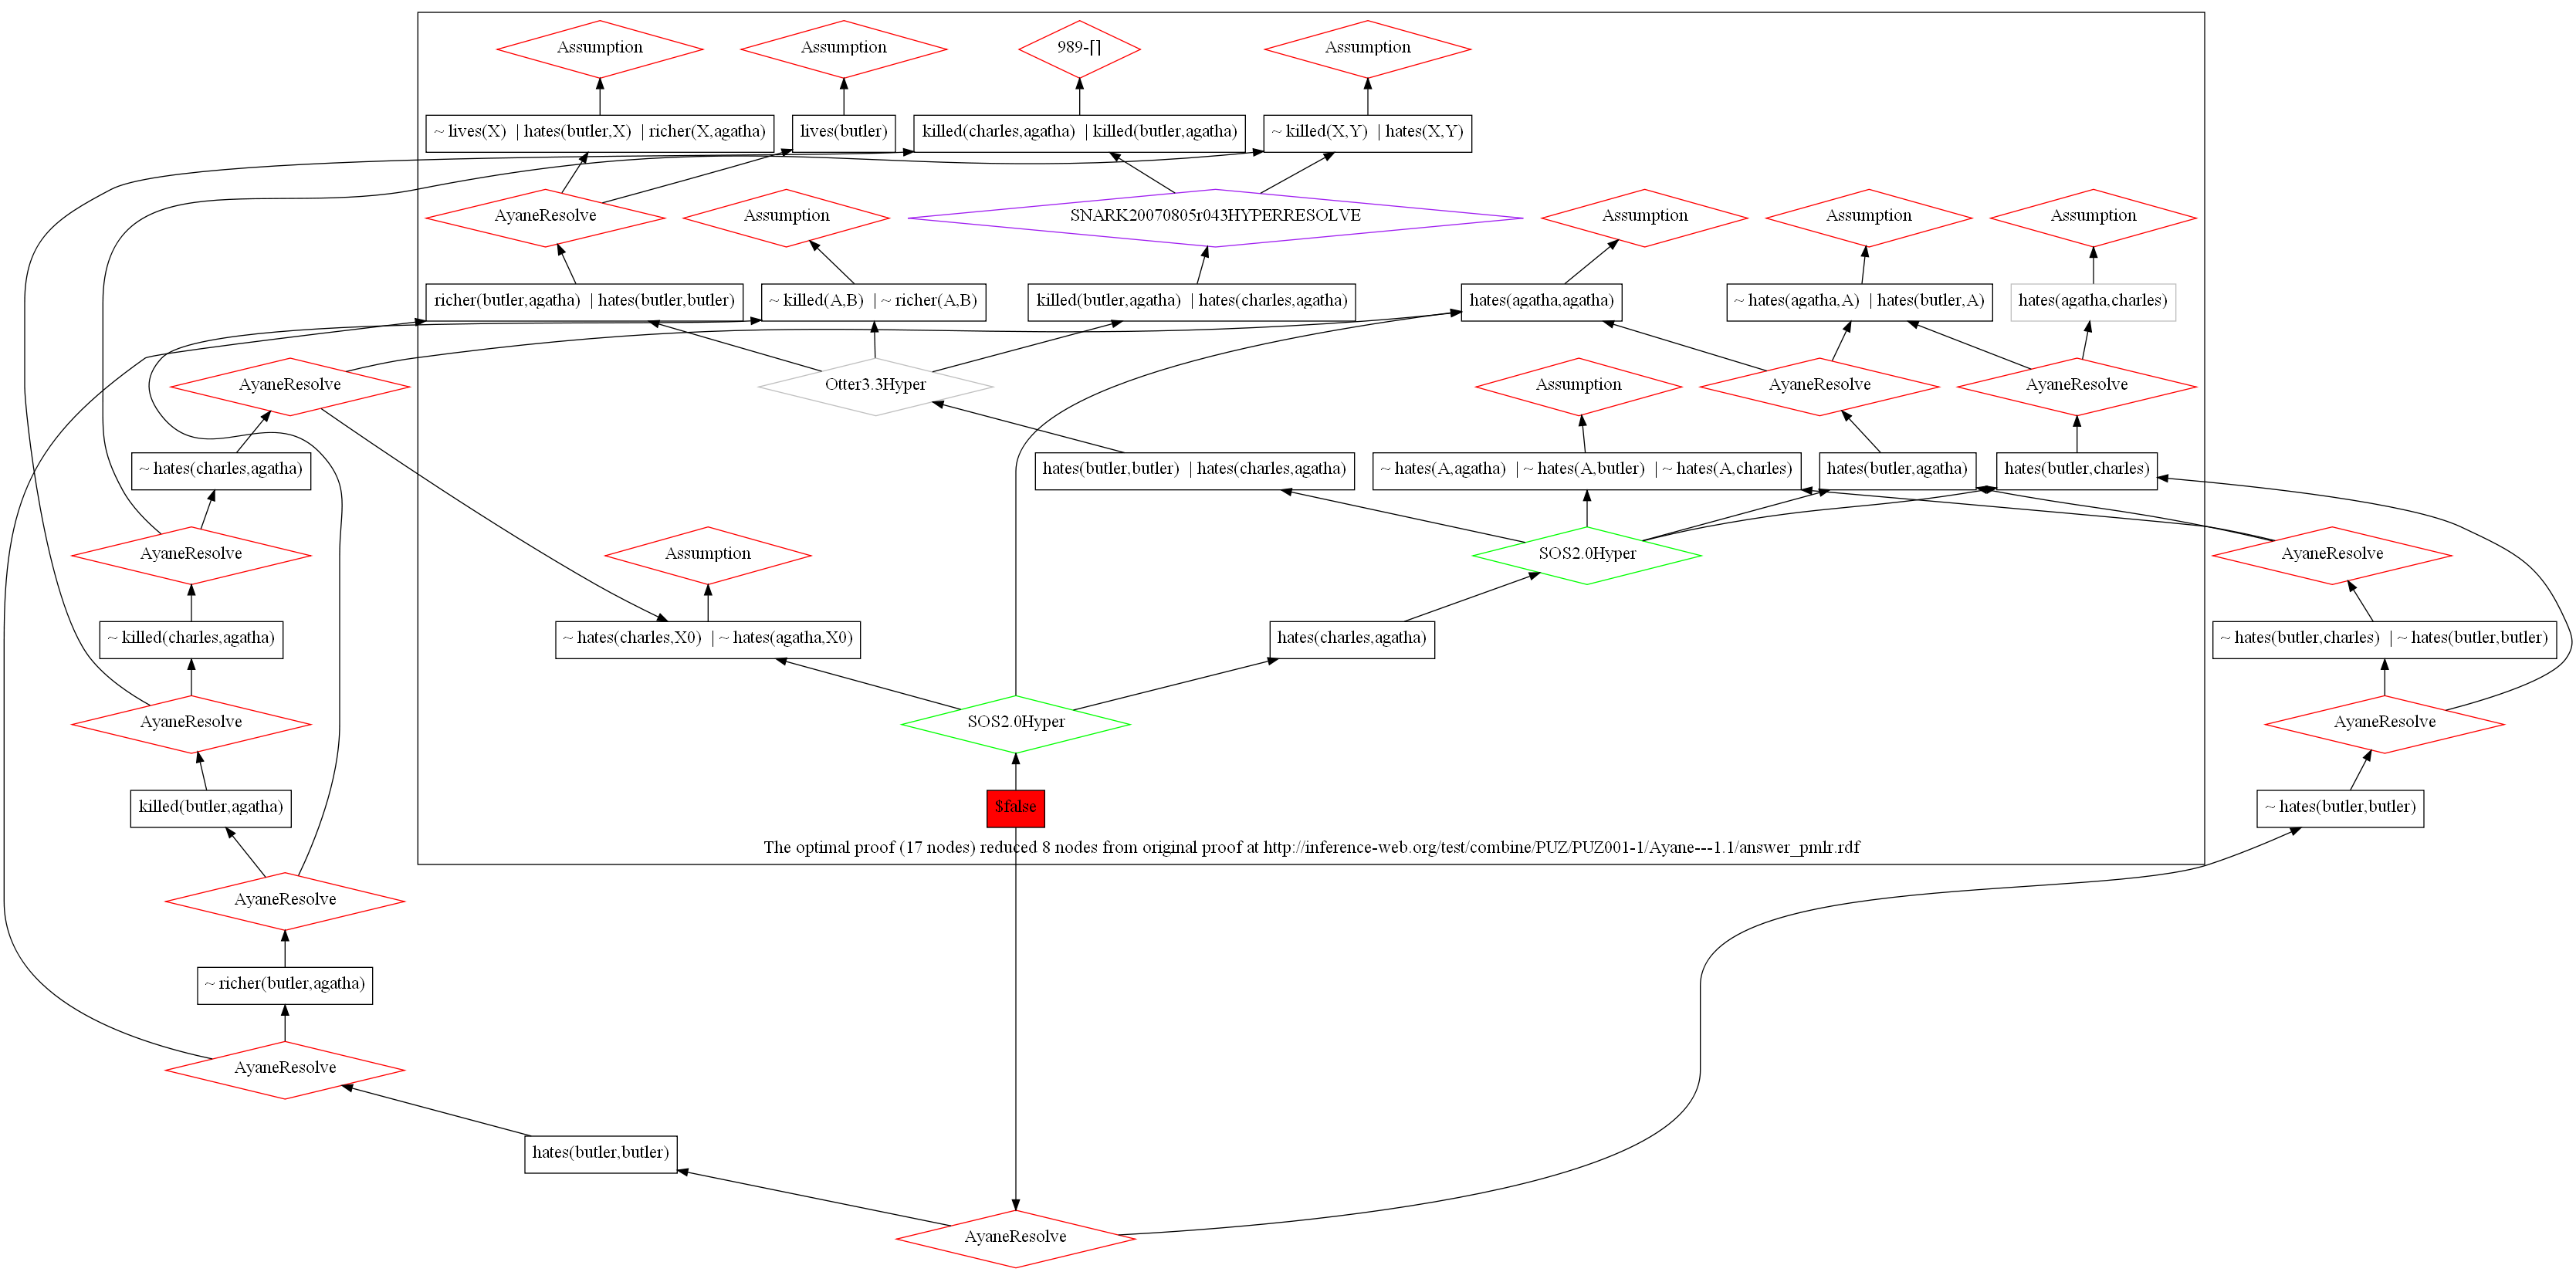 Assumption
Assumption
989-[]
Assumption
~ lives(X) | hates(butler,X) | richer(X,agatha)
lives(butler)
killed(charles,agatha) | killed(butler,agatha)
~ killed(X,Y) | hates(X,Y)
AyaneResolve
Assumption
SNARK20070805r043HYPERRESOLVE
Assumption
Assumption
Assumption
richer(butler,agatha) | hates(butler,butler)
~ killed(A,B) | ~ richer(A,B)
killed(butler,agatha) | hates(charles,agatha)
hates(agatha,agatha)
~ hates(agatha,A) | hates(butler,A)
hates(agatha,charles)
AyaneResolve
Otter3.3Hyper
Assumption
AyaneResolve
AyaneResolve
~ hates(charles,agatha)
hates(butler,butler) | hates(charles,agatha)
~ hates(A,agatha) | ~ hates(A,butler) | ~ hates(A,charles)
hates(butler,agatha)
hates(butler,charles)
AyaneResolve
Assumption
SOS2.0Hyper
AyaneResolve
~ killed(charles,agatha)
~ hates(charles,X0) | ~ hates(agatha,X0)
hates(charles,agatha)
~ hates(butler,charles) | ~ hates(butler,butler)
AyaneResolve
SOS2.0Hyper
AyaneResolve
killed(butler,agatha)
$false
~ hates(butler,butler)
The optimal proof (17 nodes) reduced 8 nodes from original proof at http://inference-web.org/test/combine/PUZ/PUZ001-1/Ayane---1.1/answer_pmlr.rdf
AyaneResolve
~ richer(butler,agatha)
AyaneResolve
hates(butler,butler)
AyaneResolve